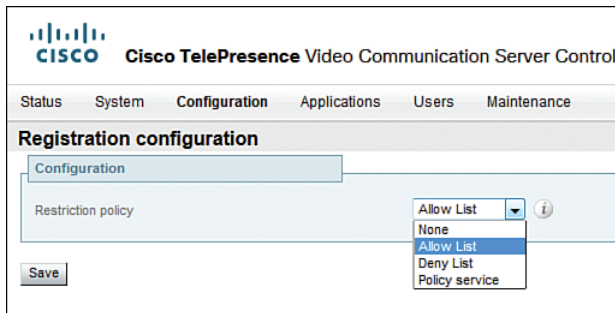 CISCO
Cisco TelePresence Video Communication Server Control
Status System Configuration Applications Users Maintenance
Registration configuration
Configuration
Restriction policy Allow List i
None
Allow List
Deny List
Policy service
Save